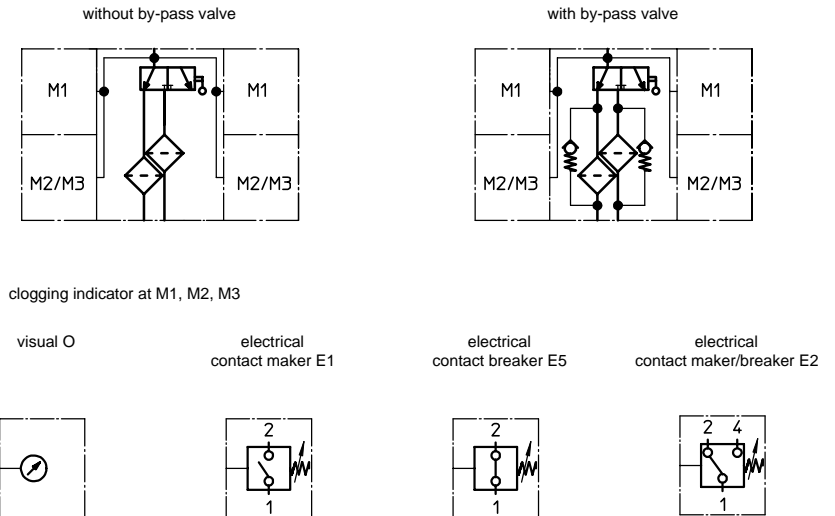 without by-pass valve
with by-pass valve
M1
M1
M1
M1
M2/M3
M2/M3
M2/M3
M2/M3
clogging indicator at M1, M2, M3
visual O
electrical
contact maker E1
electrical
contact breaker E5
electrical
contact maker/breaker E2
2
1
2
1
2 4
1